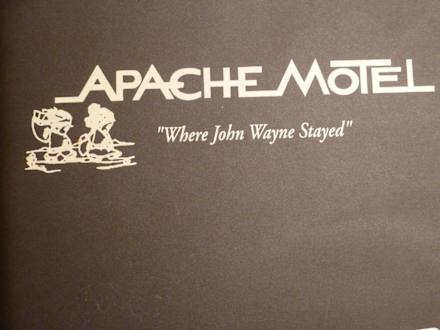 APACHE MOTEL
"Where John Wayne Stayed"